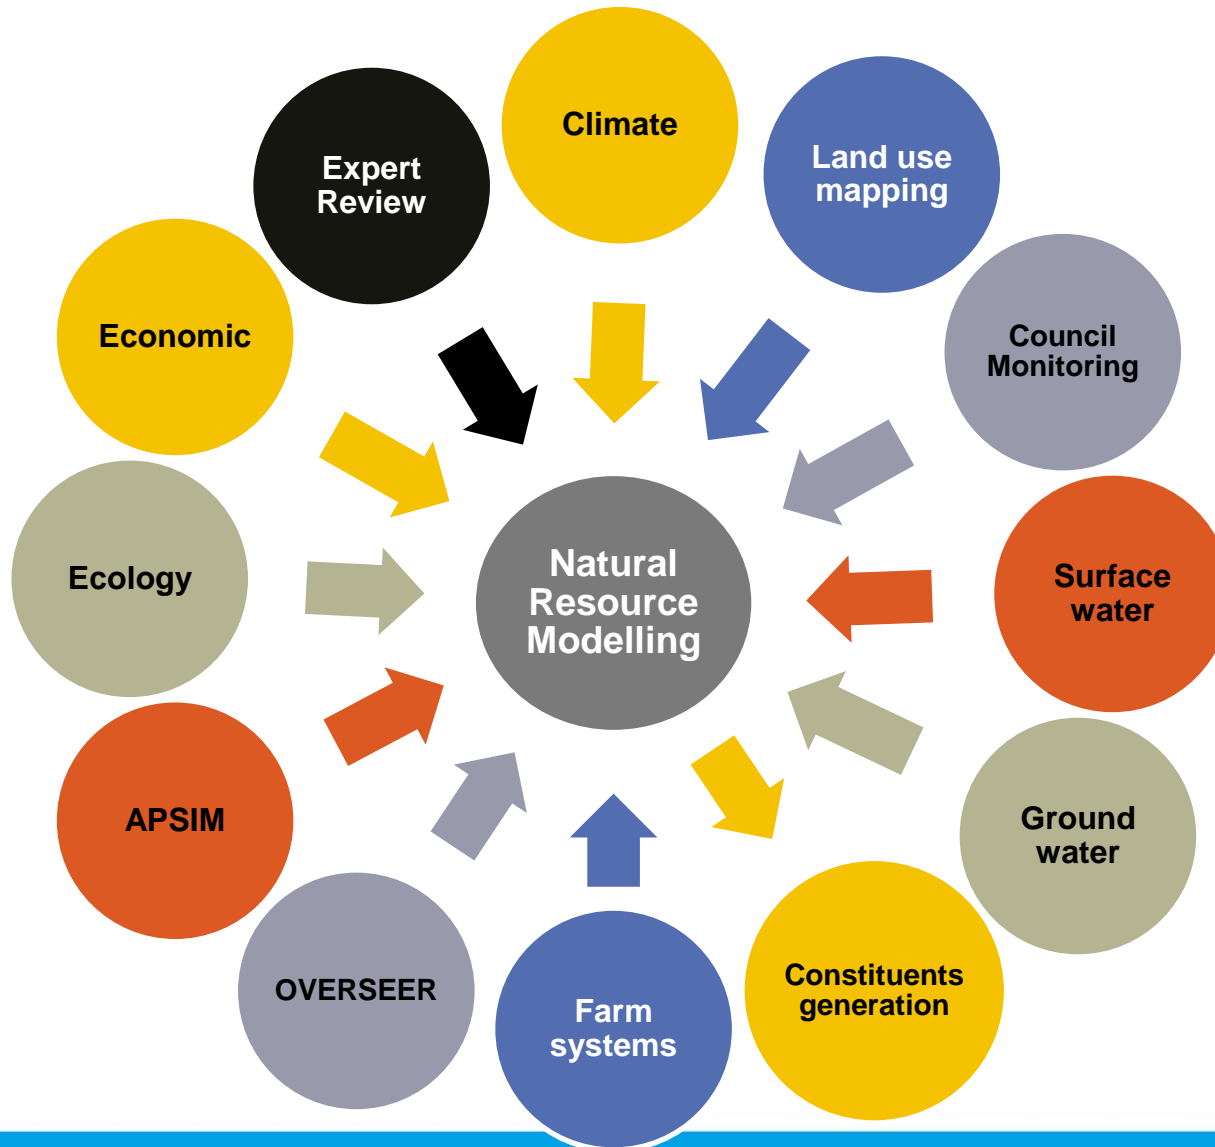 Climate
Land use
mapping
Council
Monitoring
Surface
water
Ground
water
Constituents
generation
Farm
systems
OVERSEER
APSIM
Ecology
Economic
Expert
Review
Natural
Resource
Modelling